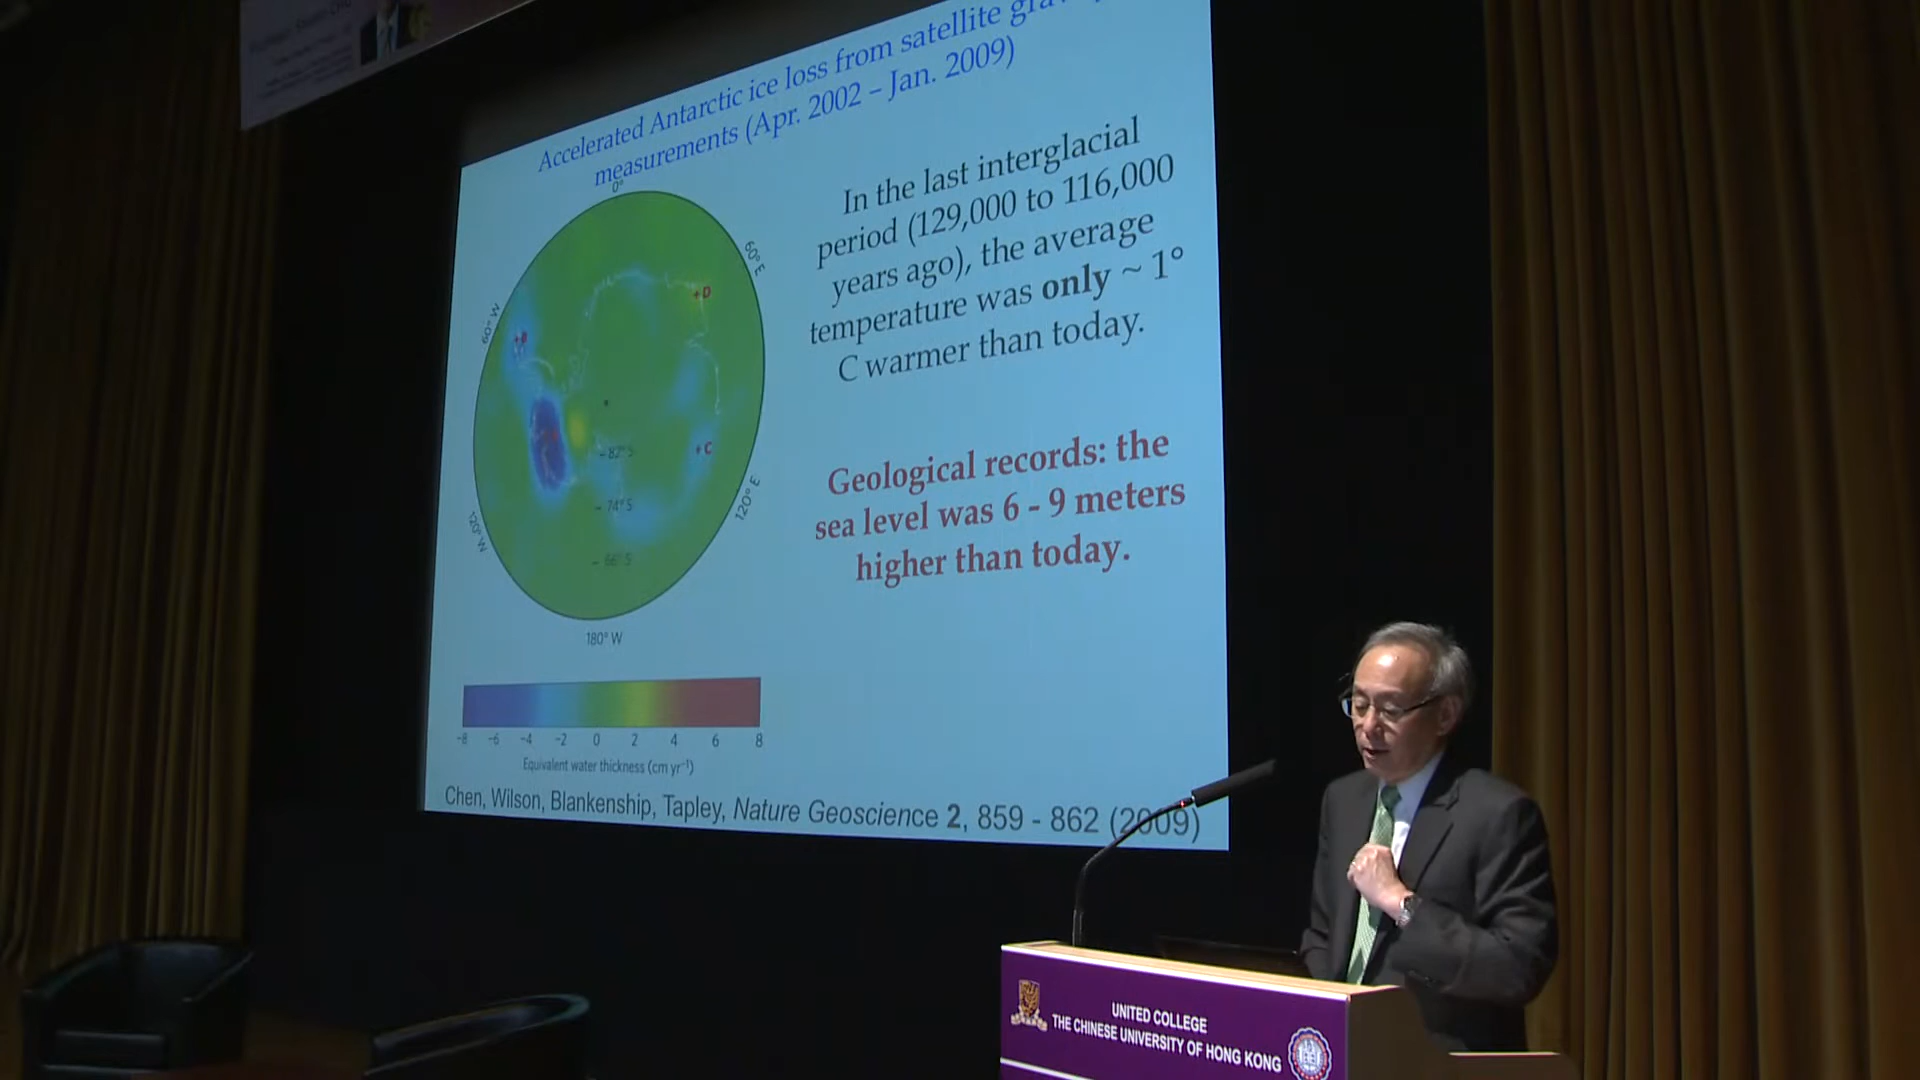 Professor Steven CHU
Accelerated Antarctic ice loss from satellite
measurements (Apr. 2002 – Jan. 2009)
0°
60° E
60° W
+D
+B
+C
– 82° S
– 74° S
– 66° S
120° E
120° W
180° W
In the last interglacial
period (129,000 to 116,000
years ago), the average
temperature was only ~ 1°
C warmer than today.
Geological records: the
sea level was 6 - 9 meters
higher than today.
-8 -6 -4 -2 0 2 4 6 8
Equivalent water thickness (cm yr⁻¹)
Chen, Wilson, Blankenship, Tapley, Nature Geoscience 2, 859 - 862 (2009)
UNITED COLLEGE
THE CHINESE UNIVERSITY OF HONG KONG